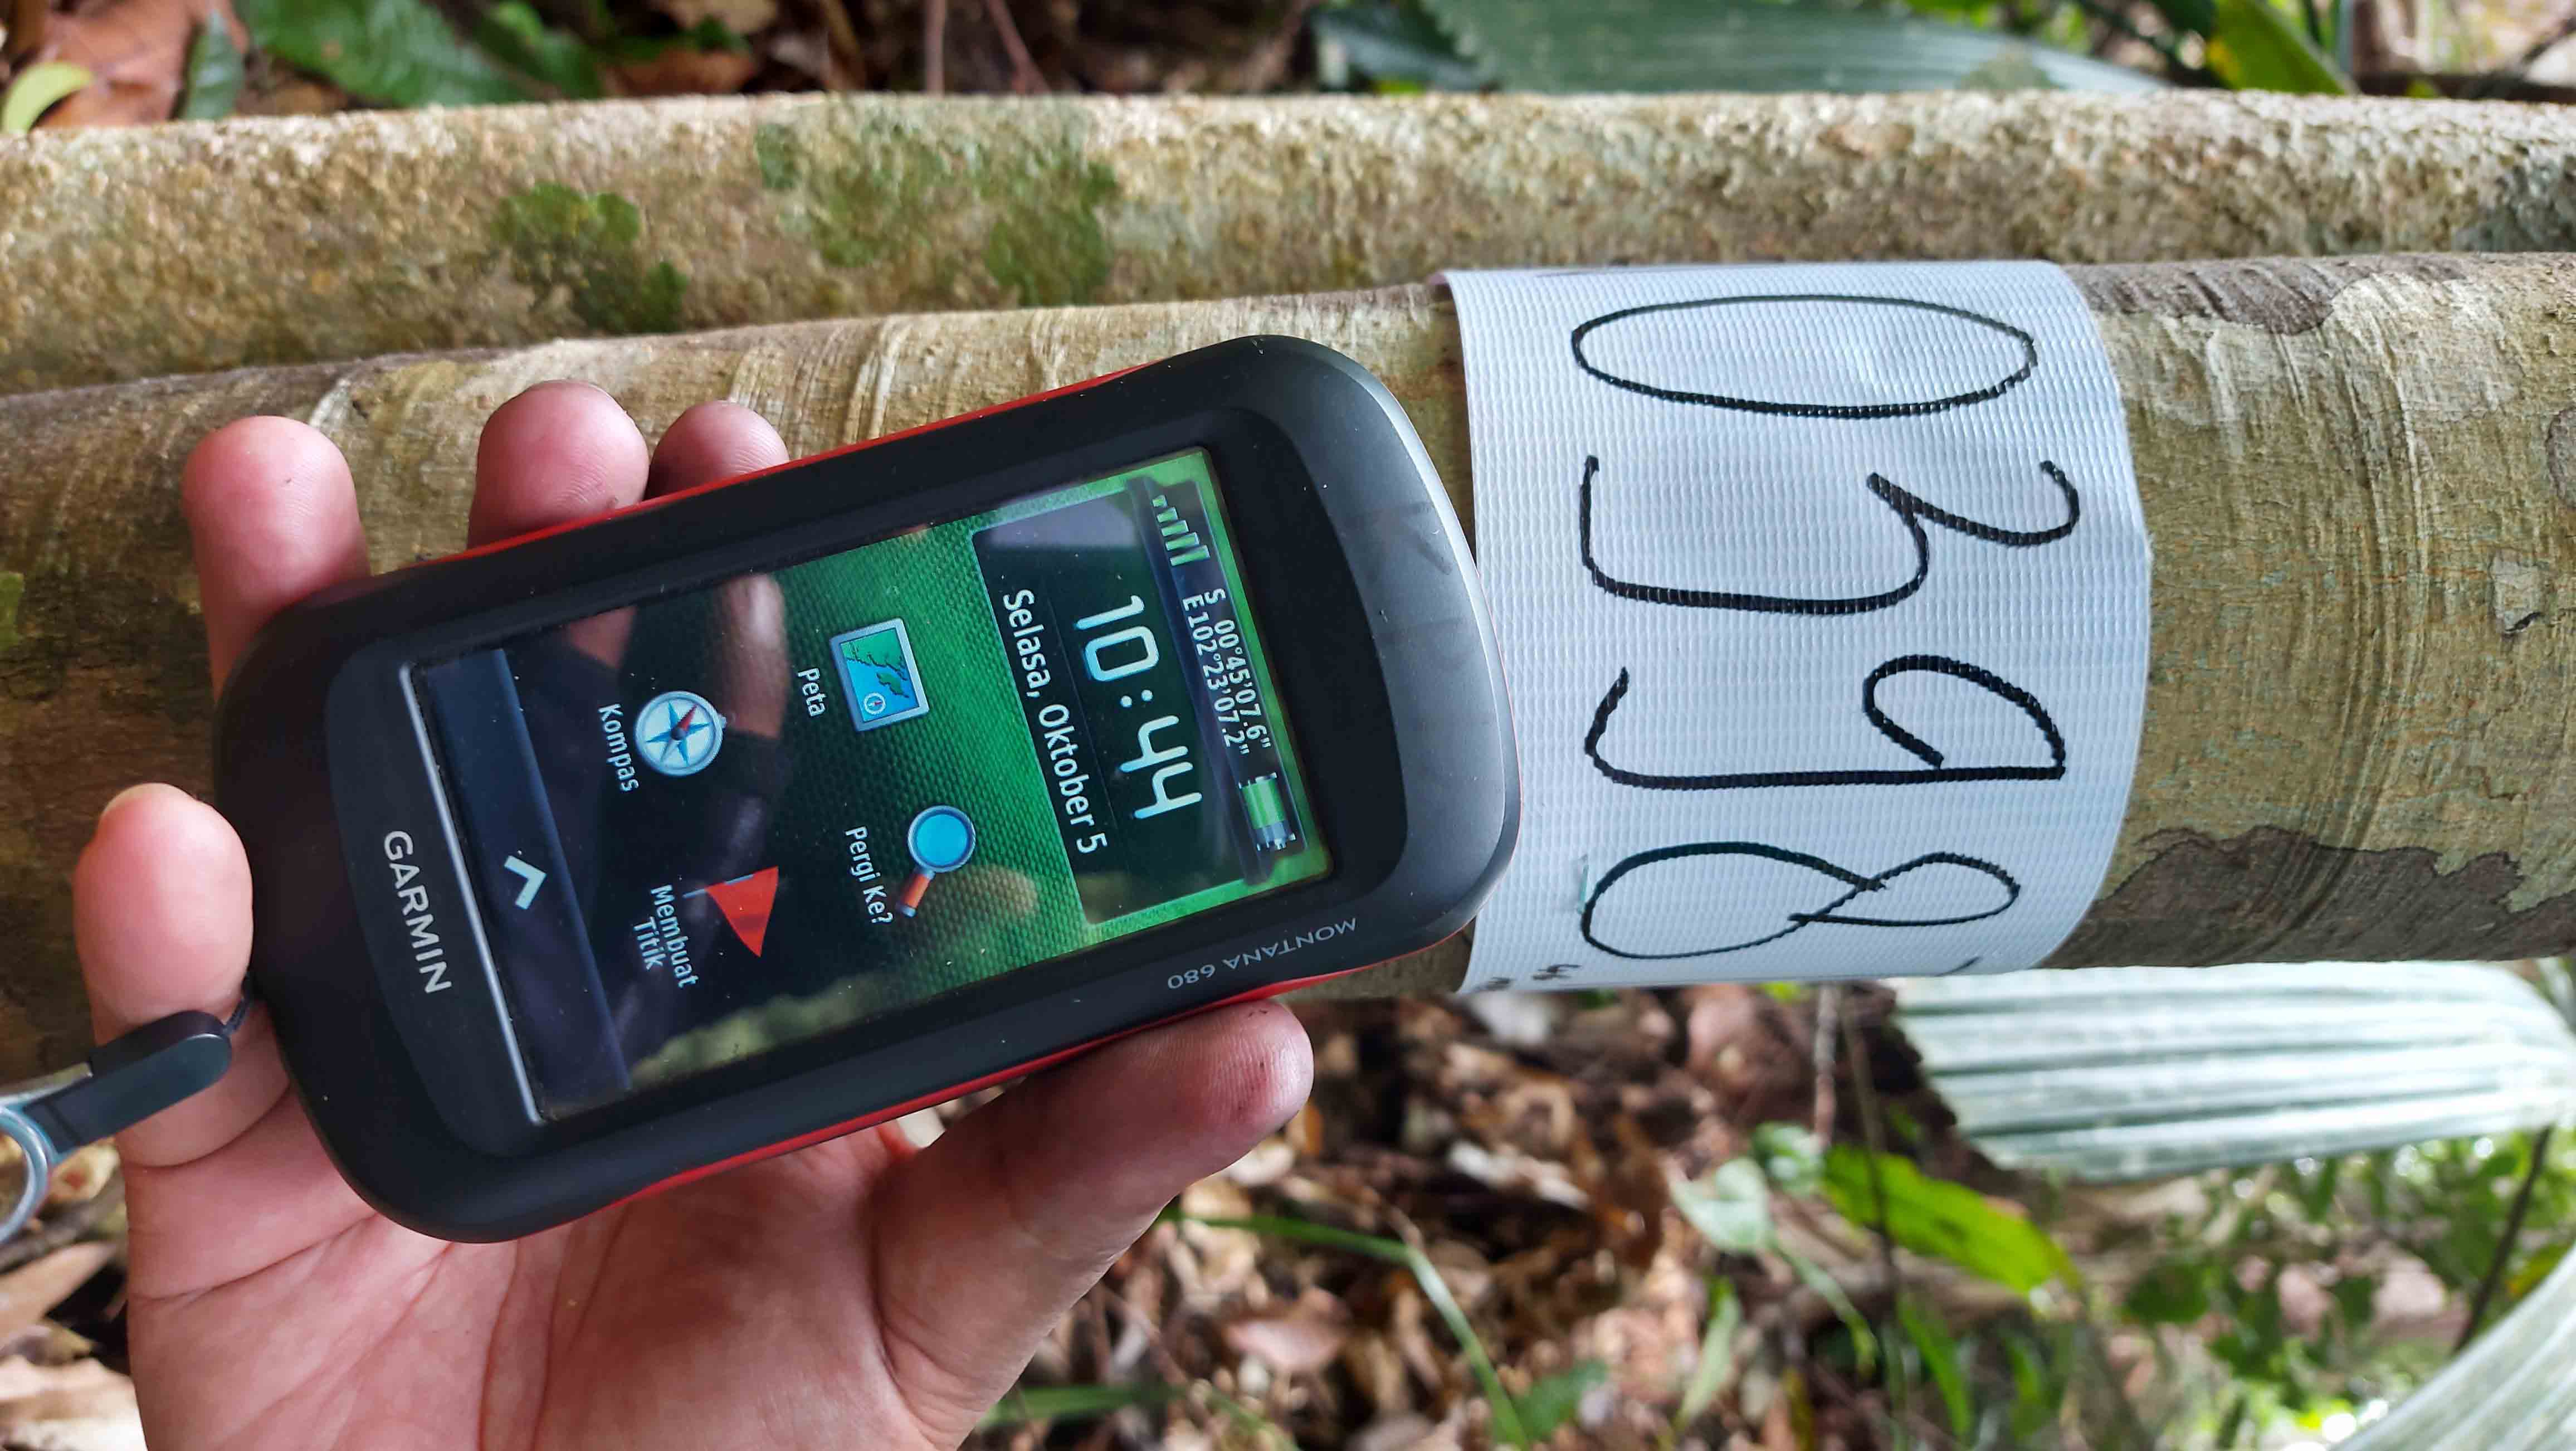 0398
MONTANA 680
S 00°45'07.6"
E 102°23'07.2"
10:44
Selasa, Oktober 5
Peta
Pergi Ke?
Kompas
Membuat
Titik
GARMIN